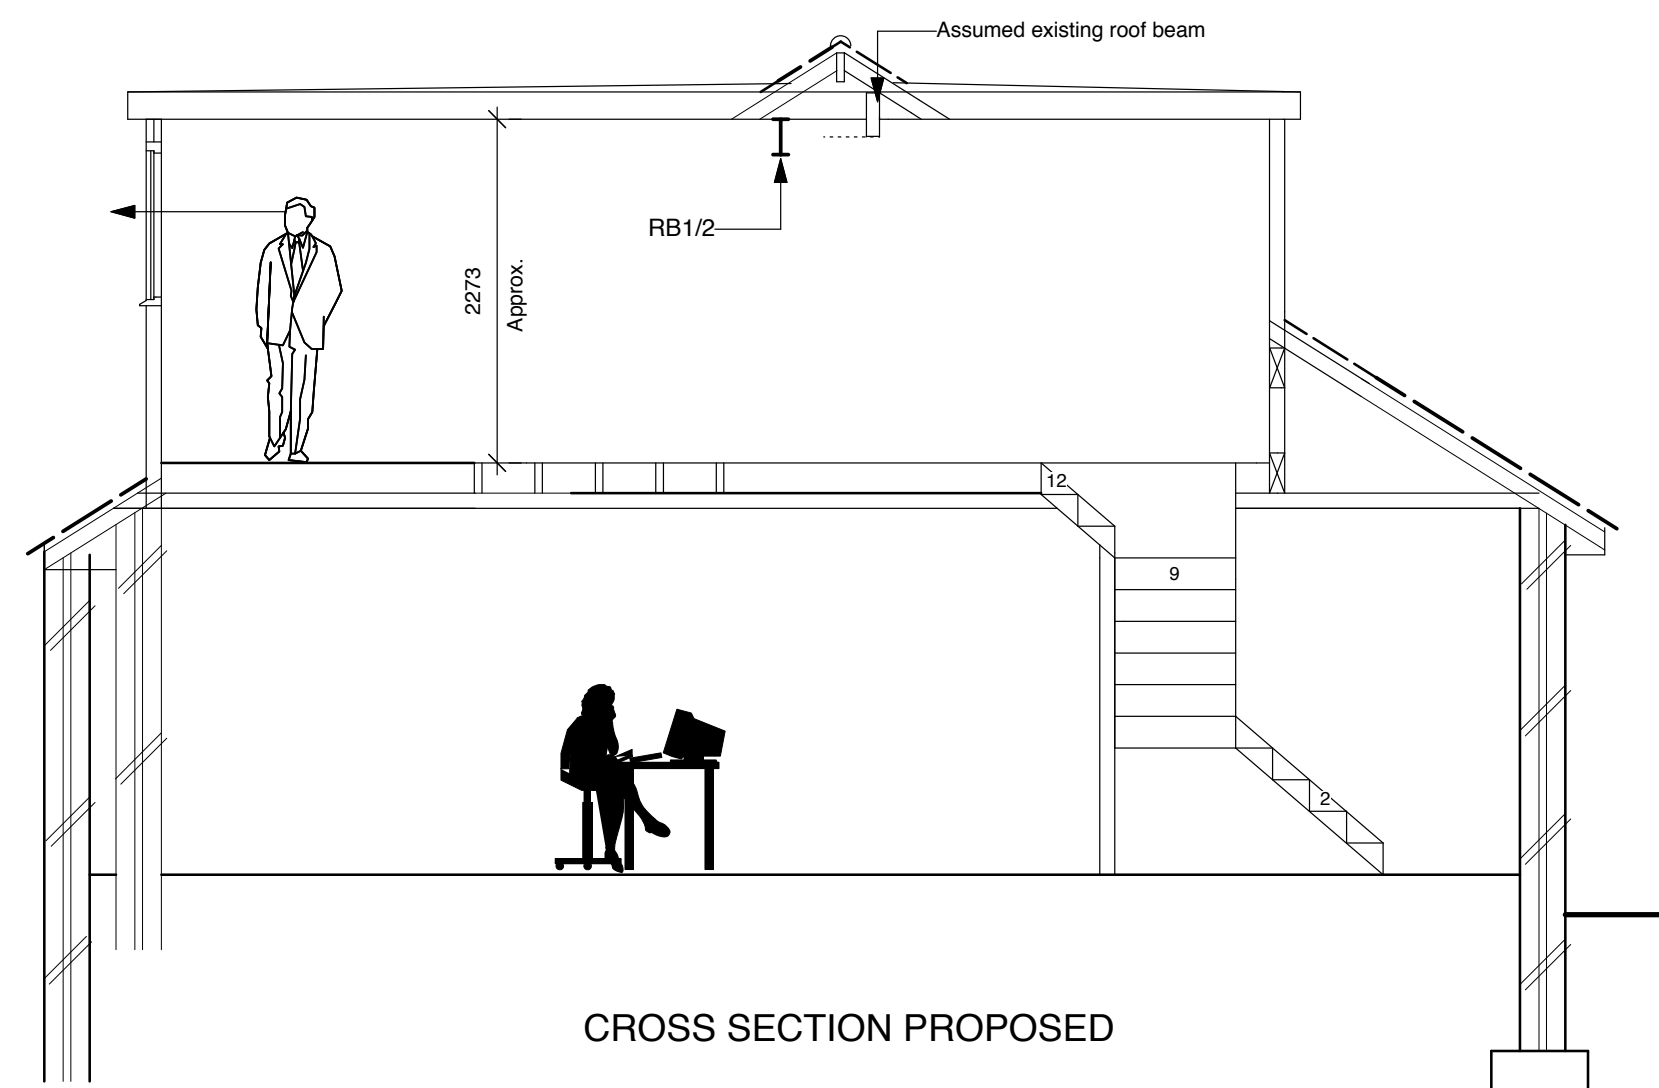 Assumed existing roof beam
RB1/2
2273
Approx.
12
9
2
CROSS SECTION PROPOSED